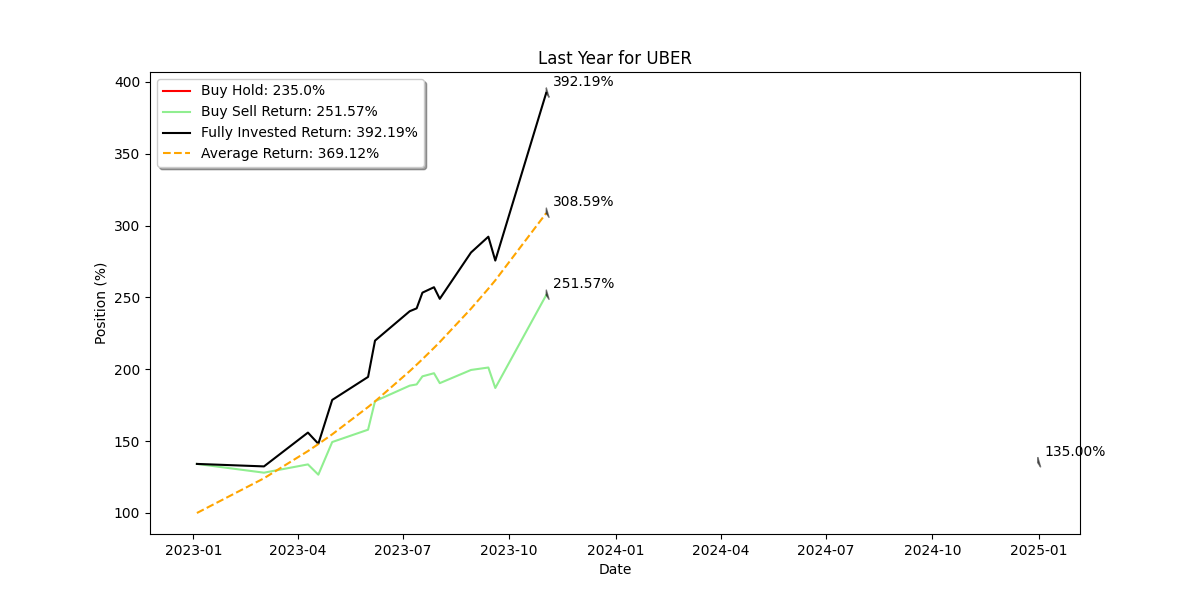 Last Year for UBER
Buy Hold: 235.0%
Buy Sell Return: 251.57%
Fully Invested Return: 392.19%
Average Return: 369.12%
392.19%
308.59%
251.57%
135.00%
Position (%)
400
350
300
250
200
150
100
2023-01
2023-04
2023-07
2023-10
2024-01
2024-04
2024-07
2024-10
2025-01
Date